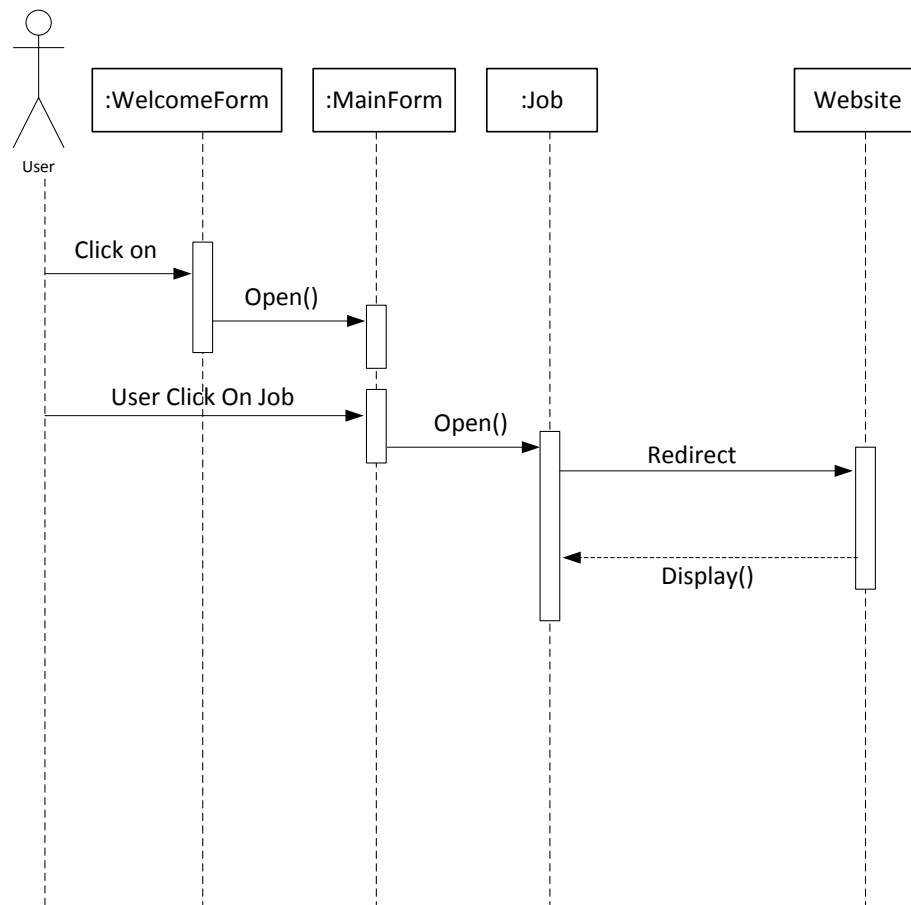 :WelcomeForm
:MainForm
:Job
Website
User
Click on
Open()
User Click On Job
Open()
Redirect
Display()